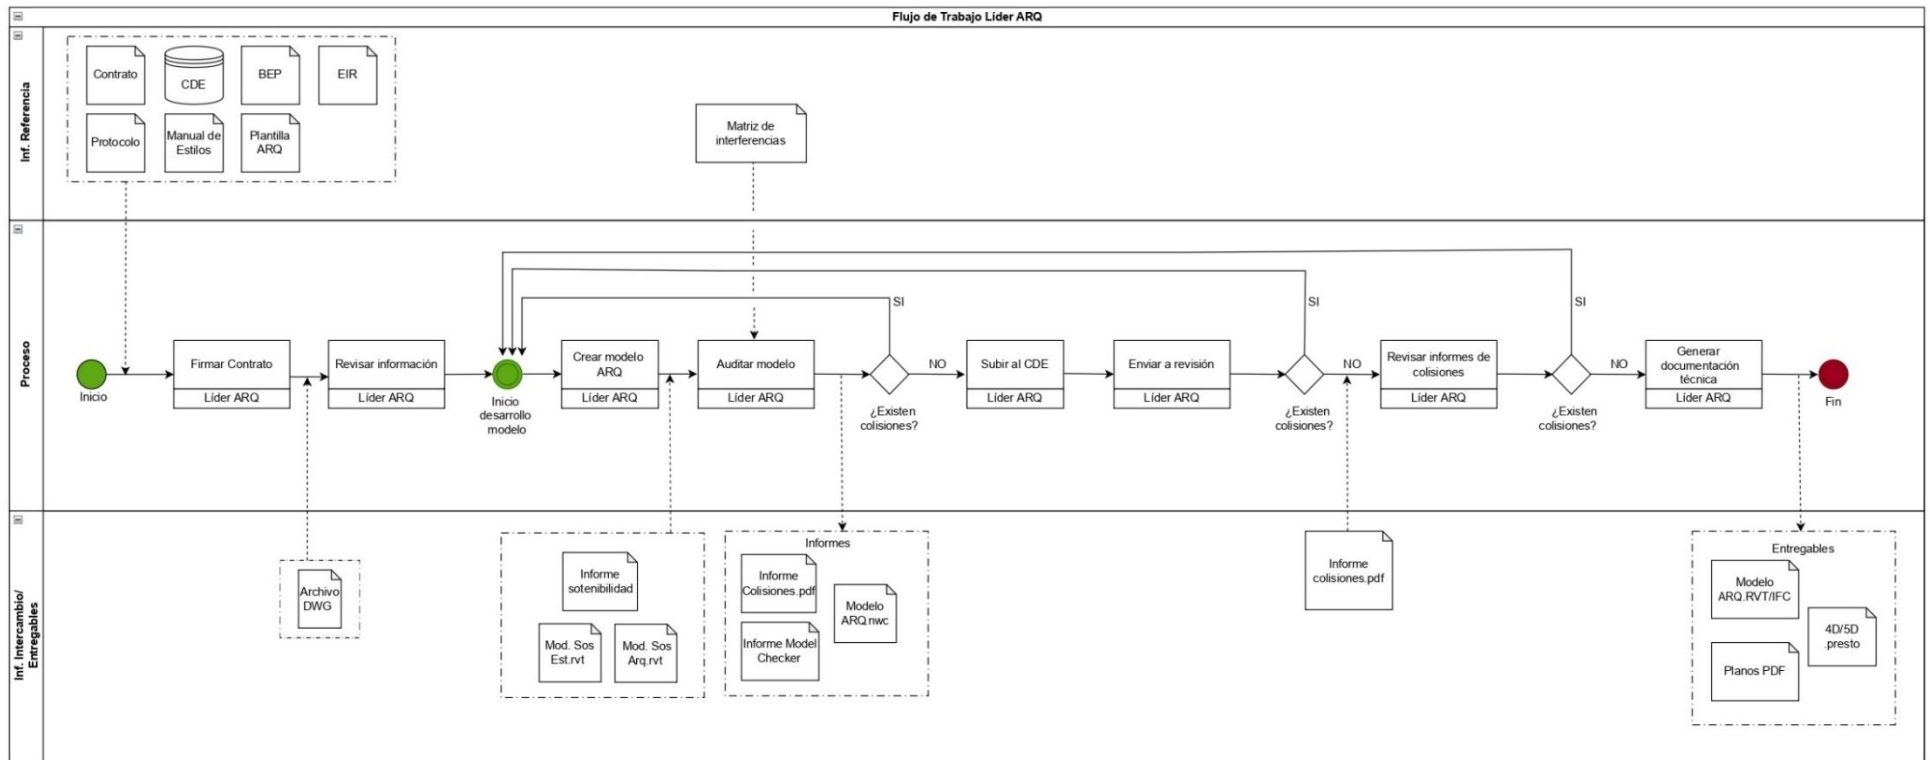 Flujo de Trabajo Líder ARQ
Inf. Referencia
Contrato
CDE
BEP
EIR
Protocolo
Manual de
Estilos
Plantilla
ARQ
Matriz de
interferencias
Proceso
Inicio
Firmar Contrato
Líder ARQ
Revisar información
Líder ARQ
Inicio
desarrollo
modelo
Crear modelo
ARQ
Líder ARQ
Auditar modelo
Líder ARQ
SI
NO
¿Existen
colisiones?
Subir al CDE
Líder ARQ
Enviar a revisión
Líder ARQ
SI
NO
¿Existen
colisiones?
Revisar informes de
colisiones
Líder ARQ
SI
NO
¿Existen
colisiones?
Generar
documentación
técnica
Líder ARQ
Fin
Inf. Intercambio/
Entregables
Archivo
DWG
Informe
sotenibilidad
Mod. Sos
Est.rvt
Mod. Sos
Arq.rvt
Informes
Informe
Colisiones.pdf
Modelo
ARQ.nwc
Informe Model
Checker
Informe
colisiones.pdf
Entregables
Modelo
ARQ.RVT/IFC
4D/5D
.presto
Planos PDF